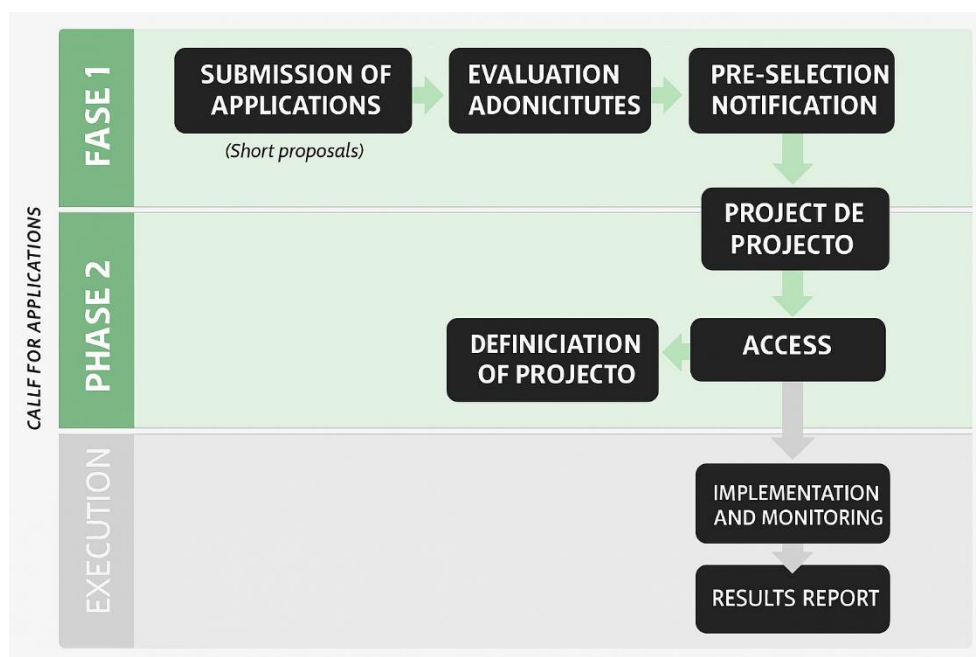 CALLF FOR APPLICATIONS
FASE 1
SUBMISSION OF
APPLICATIONS
(Short proposals)
EVALUATION
ADONICITUTES
PRE-SELECTION
NOTIFICATION
PHASE 2
PROJECT DE
PROJECTO
ACCESS
DEFINICIATION
OF PROJECTO
EXECUTION
IMPLEMENTATION
AND MONITORING
RESULTS REPORT